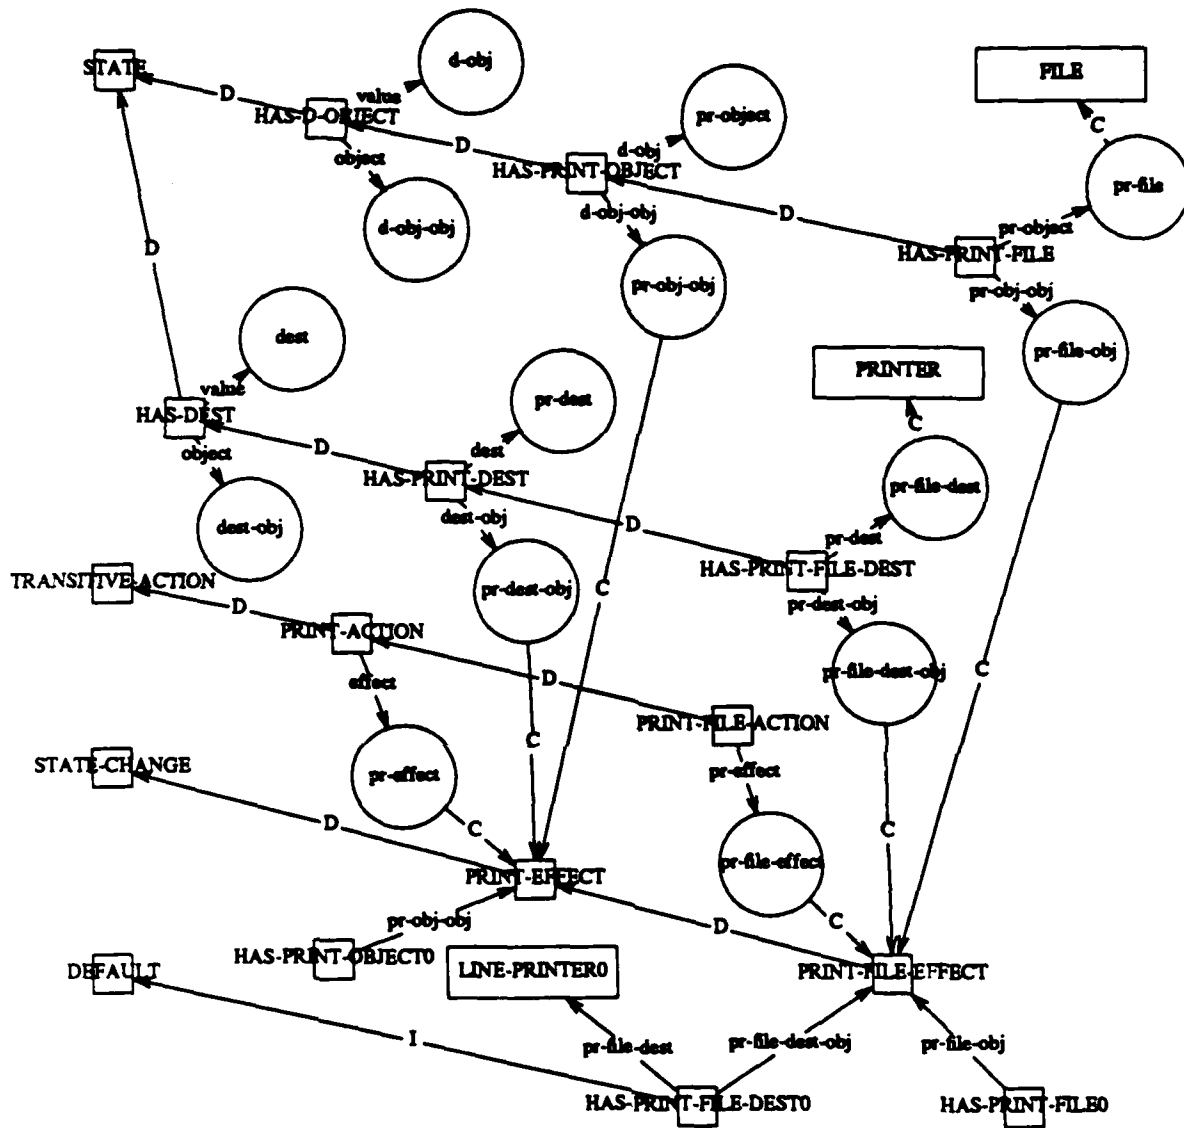 d-obj
STATE
FILE
D
value
HAS-D-OBJECT
pr-object
C
D
d-obj
object
HAS-PRINT-OBJECT
pr-file
d-obj-obj
d-obj-obj
D
pr-object
D
HAS-PRINT-FILE
pr-obj-obj
pr-obj-obj
dest
pr-file-obj
PRINTER
value
pr-dest
HAS-DEST
C
D
dest
object
HAS-PRINT-DEST
pr-file-dest
dest-obj
dest-obj
D
pr-dest
TRANSITIVE-ACTION
HAS-PRINT-FILE-DEST
pr-dest-obj
C
D
pr-dest-obj
PRINT-ACTION
C
effect
D
pr-file-dest-obj
PRINT-FILE-ACTION
C
STATE-CHANGE
pr-effect
pr-effect
D
C
C
pr-file-effect
PRINT-EFFECT
pr-obj-obj
D
C
HAS-PRINT-OBJECT0
DEFAULT
LINE-PRINTER0
PRINT-FILE-EFFECT
I
pr-file-dest
pr-file-dest-obj
pr-file-obj
HAS-PRINT-FILE-DEST0
HAS-PRINT-FILE0